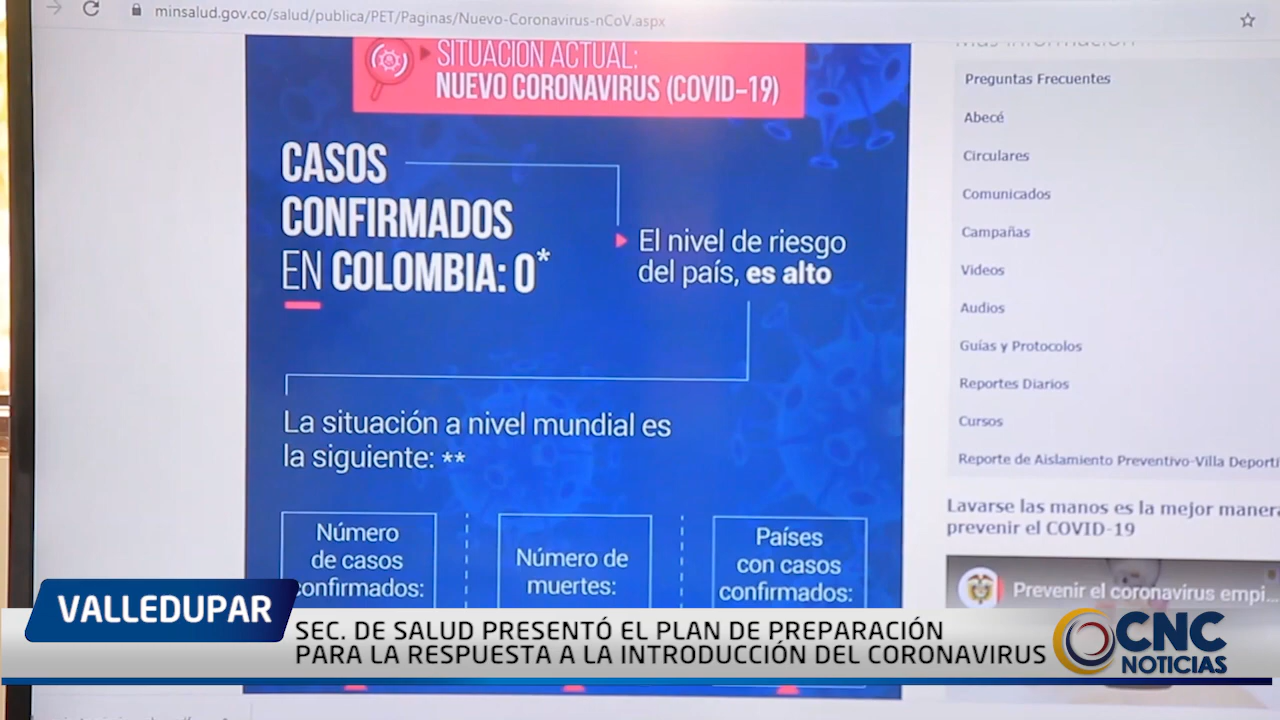 minsalud.gov.co/salud/publica/PET/Paginas/Nuevo-Coronavirus-nCoV.aspx
SITUACIÓN ACTUAL:
NUEVO CORONAVIRUS (COVID-19)
CASOS
CONFIRMADOS
EN COLOMBIA: 0*
El nivel de riesgo
del país, es alto
La situación a nivel mundial es
la siguiente: **
Número
de casos
confirmados:
Número de
muertes:
Países
con casos
confirmados:
Más información
Preguntas Frecuentes
Abecé
Circulares
Comunicados
Campañas
Videos
Audios
Guías y Protocolos
Reportes Diarios
Cursos
Reporte de Aislamiento Preventivo-Villa Deporti
Lavarse las manos es la mejor manera
prevenir el COVID-19
Prevenir el coronavirus empi...
VALLEDUPAR
SEC. DE SALUD PRESENTÓ EL PLAN DE PREPARACIÓN
PARA LA RESPUESTA A LA INTRODUCCIÓN DEL CORONAVIRUS
CNC
NOTICIAS